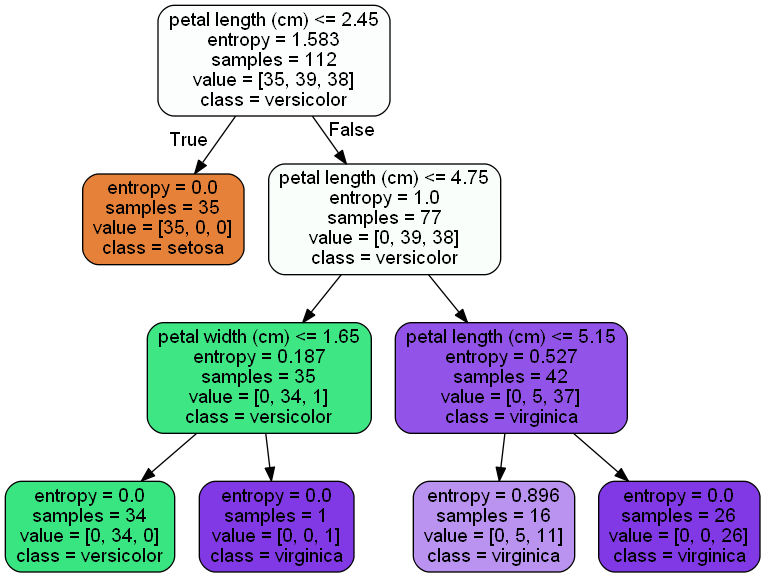 petal length (cm) <= 2.45
entropy = 1.583
samples = 112
value = [35, 39, 38]
class = versicolor
True
False
entropy = 0.0
samples = 35
value = [35, 0, 0]
class = setosa
petal length (cm) <= 4.75
entropy = 1.0
samples = 77
value = [0, 39, 38]
class = versicolor
petal width (cm) <= 1.65
entropy = 0.187
samples = 35
value = [0, 34, 1]
class = versicolor
petal length (cm) <= 5.15
entropy = 0.527
samples = 42
value = [0, 5, 37]
class = virginica
entropy = 0.0
samples = 34
value = [0, 34, 0]
class = versicolor
entropy = 0.0
samples = 1
value = [0, 0, 1]
class = virginica
entropy = 0.896
samples = 16
value = [0, 5, 11]
class = virginica
entropy = 0.0
samples = 26
value = [0, 0, 26]
class = virginica